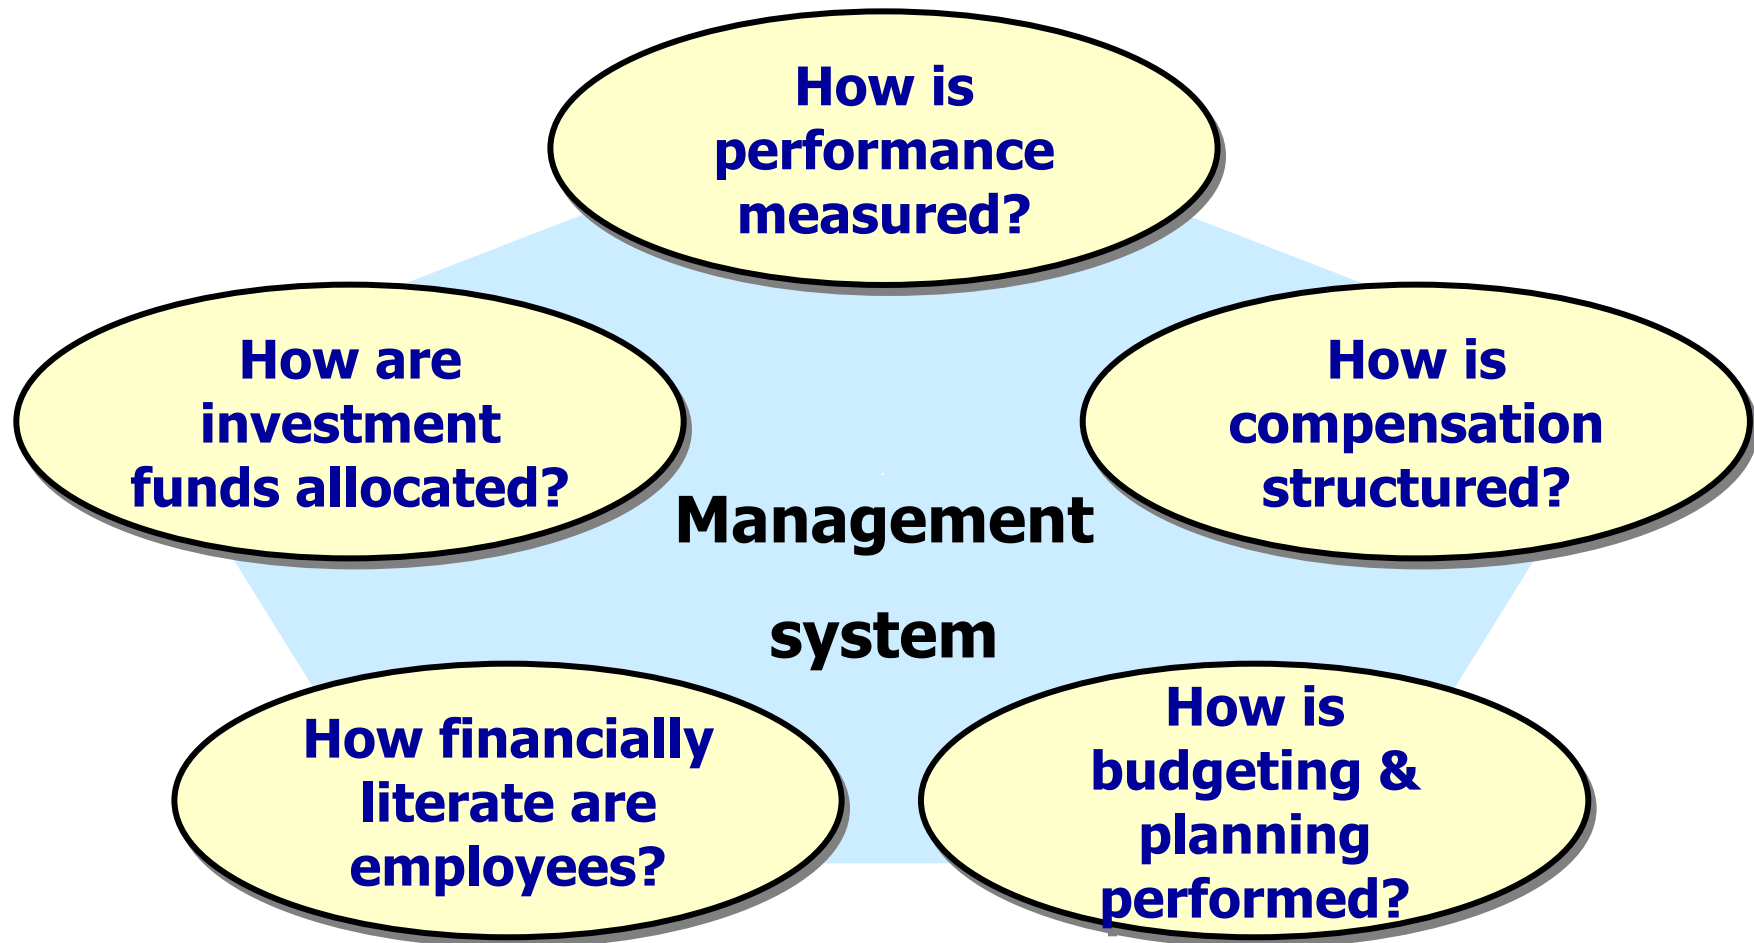 How is
performance
measured?
How are
investment
funds allocated?
How is
compensation
structured?
Management
system
How financially
literate are
employees?
How is
budgeting &
planning
performed?